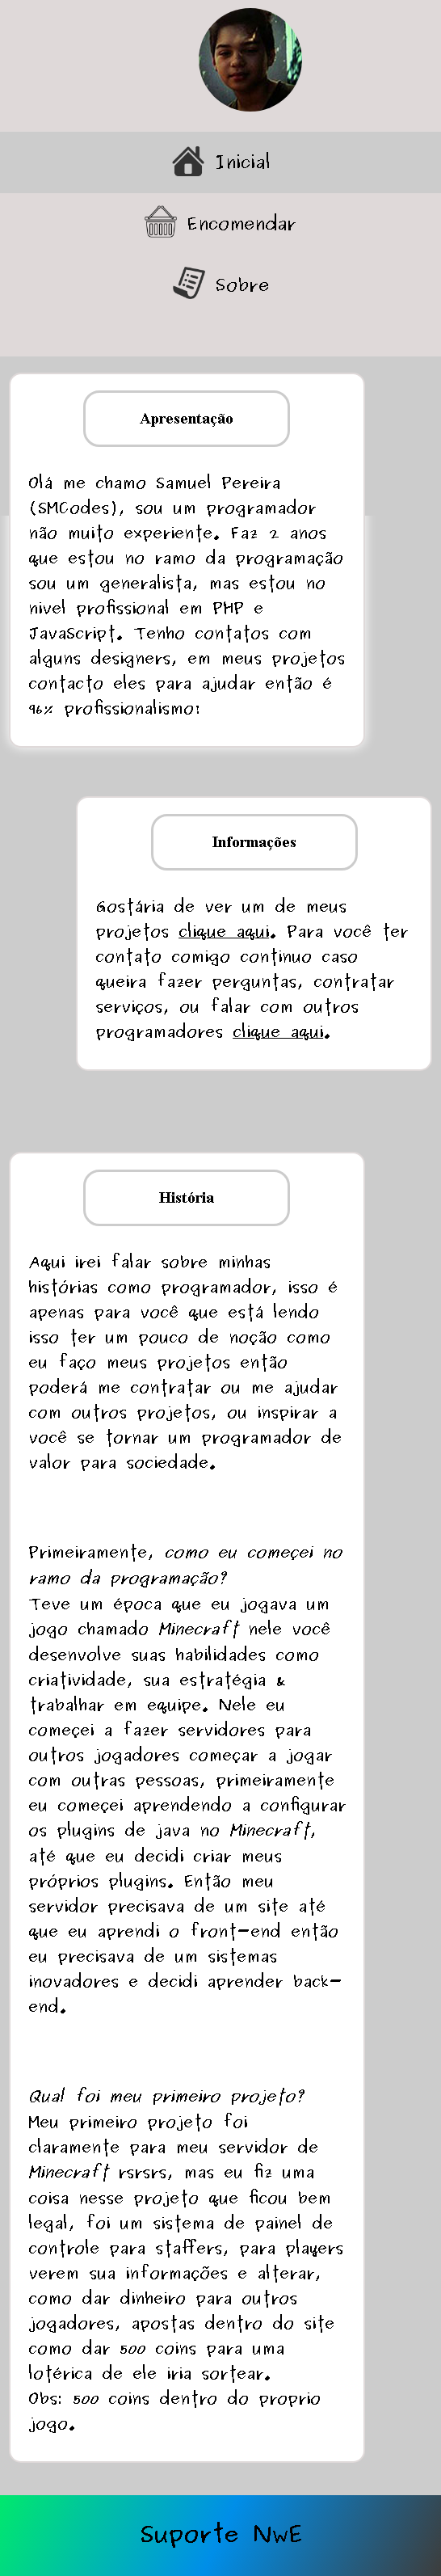 Inicial
Encomendar
Sobre
Apresentação
Olá me chamo Samuel Pereira
(SMCodes), sou um programador
não muito experiente. Faz 2 anos
que estou no ramo da programação
sou um generalista, mas estou no
nivel profissional em PHP e
JavaScript. Tenho contatos com
alguns designers, em meus projetos
contacto eles para ajudar então é
96% profissionalismo!
Informações
Gostária de ver um de meus
projetos clique aqui. Para você ter
contato comigo continuo caso
queira fazer perguntas, contratar
serviços, ou falar com outros
programadores clique aqui.
História
Aqui irei falar sobre minhas
histórias como programador, isso é
apenas para você que está lendo
isso ter um pouco de noção como
eu faço meus projetos então
poderá me contratar ou me ajudar
com outros projetos, ou inspirar a
você se tornar um programador de
valor para sociedade.
Primeiramente, como eu começei no
ramo da programação?
Teve um época que eu jogava um
jogo chamado Minecraft nele você
desenvolve suas habilidades como
criatividade, sua estratégia &
trabalhar em equipe. Nele eu
começei a fazer servidores para
outros jogadores começar a jogar
com outras pessoas, primeiramente
eu começei aprendendo a configurar
os plugins de java no Minecraft,
até que eu decidi criar meus
próprios plugins. Então meu
servidor precisava de um site até
que eu aprendi o front-end então
eu precisava de um sistemas
inovadores e decidi aprender back-
end.
Qual foi meu primeiro projeto?
Meu primeiro projeto foi
claramente para meu servidor de
Minecraft rsrsrs, mas eu fiz uma
coisa nesse projeto que ficou bem
legal, foi um sistema de painel de
controle para staffers, para players
verem sua informações e alterar,
como dar dinheiro para outros
jogadores, apostas dentro do site
como dar 500 coins para uma
lotérica de ele iria sortear.
Obs: 500 coins dentro do proprio
jogo.
Suporte NwE